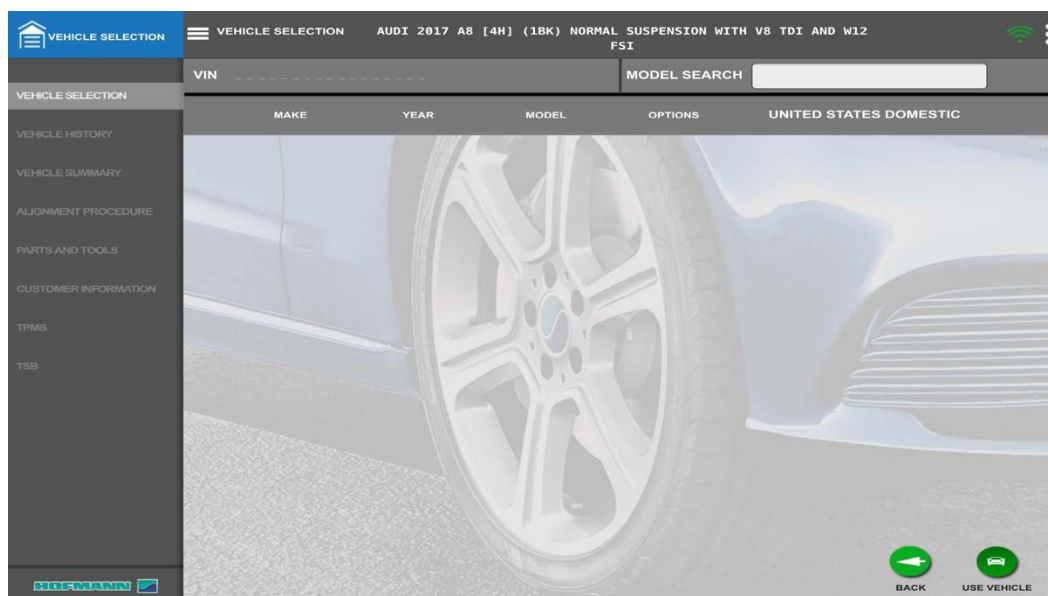 VEHICLE SELECTION
VEHICLE SELECTION
AUDI 2017 A8 [4H] (1BK) NORMAL SUSPENSION WITH V8 TDI AND W12
FSI
VIN
MODEL SEARCH
VEHICLE SELECTION
MAKE YEAR MODEL OPTIONS UNITED STATES DOMESTIC
VEHICLE HISTORY
VEHICLE SUMMARY
ALIGNMENT PROCEDURE
PARTS AND TOOLS
CUSTOMER INFORMATION
TPMS
TSB
HOFMANN
BACK USE VEHICLE